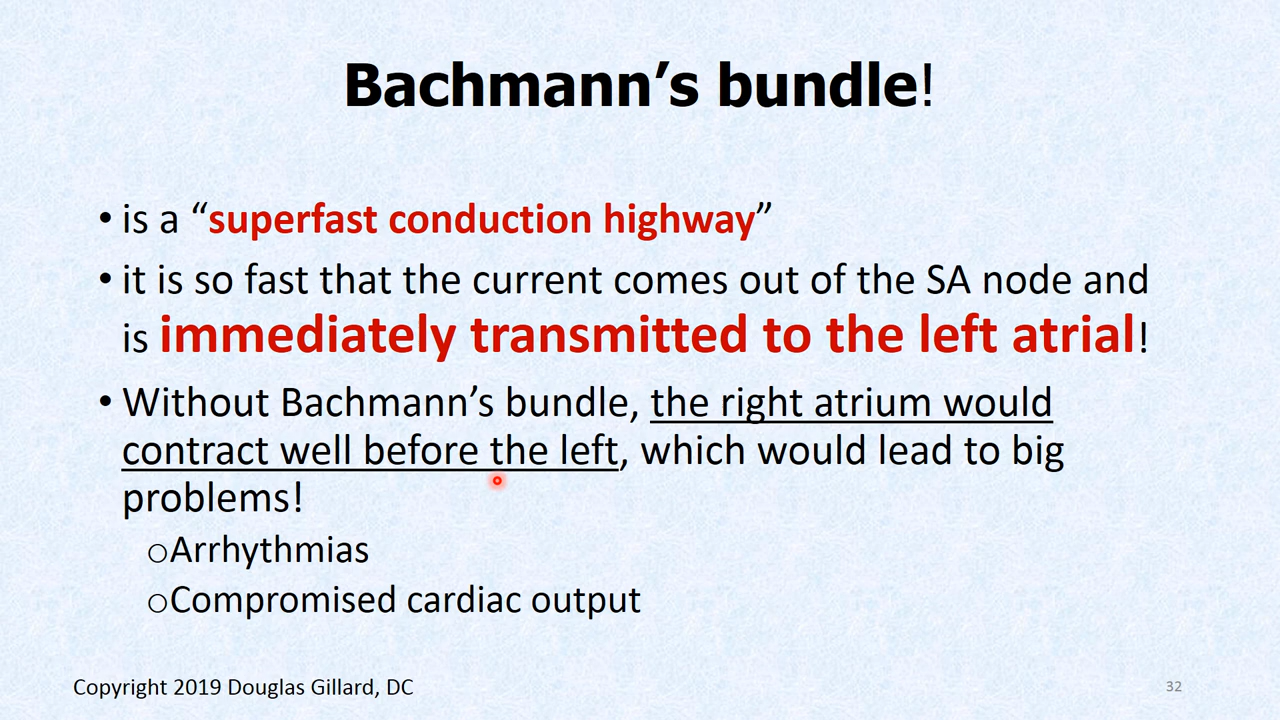 Bachmann’s bundle!
• is a “superfast conduction highway”
• it is so fast that the current comes out of the SA node and
is immediately transmitted to the left atrial!
• Without Bachmann’s bundle, the right atrium would
contract well before the left, which would lead to big
problems!
○Arrhythmias
○Compromised cardiac output
Copyright 2019 Douglas Gillard, DC
32